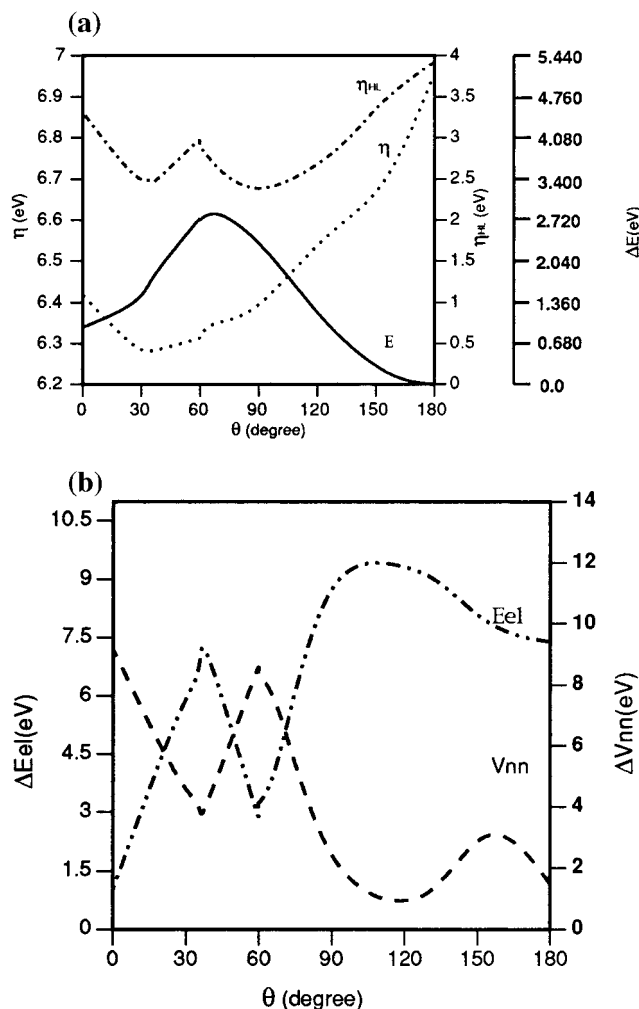 (a)
7
6.9
6.8
6.7
6.6
6.5
6.4
6.3
6.2
η (eV)
4
3.5
3
2.5
2
1.5
1
0.5
0
ηHL (eV)
5.440
4.760
4.080
3.400
2.720
2.040
1.360
0.680
0.0
ΔE(eV)
ηHL
η
E
0 30 60 90 120 150 180
θ (degree)
(b)
10.5
9
7.5
6
4.5
3
1.5
0
ΔEel(eV)
14
12
10
8
6
4
2
0
ΔVnn(eV)
Eel
Vnn
0 30 60 90 120 150 180
θ (degree)